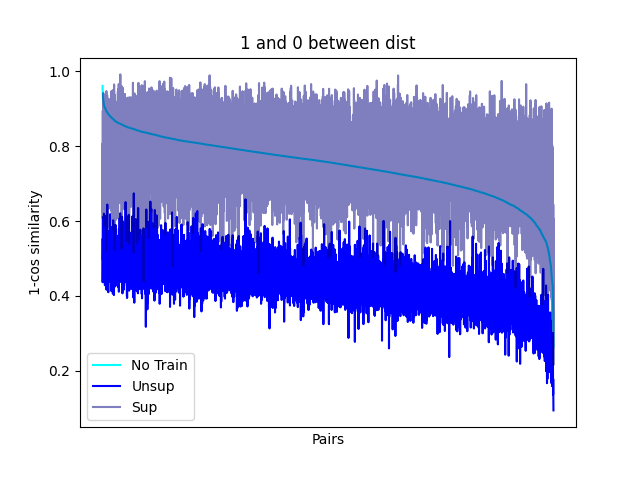 1 and 0 between dist
1.0
0.8
0.6
0.4
0.2
1-cos similarity
No Train
Unsup
Sup
Pairs